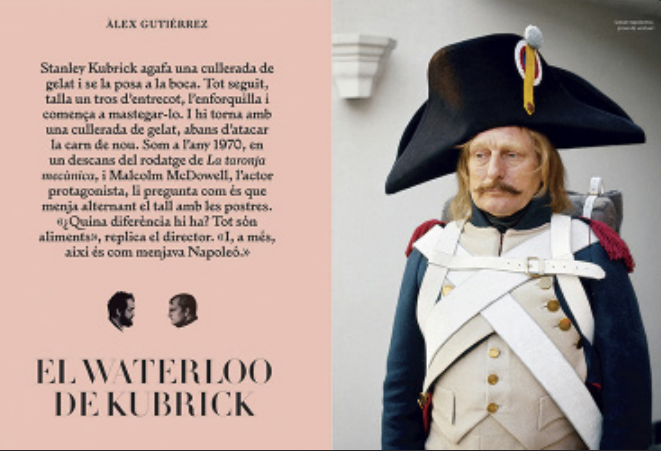 ÀLEX GUTIÉRREZ
Stanley Kubrick agafa una cullerada de
gelat i se la posa a la boca. Tot seguit,
talla un tros d'entrecot, l'enforquilla i
comença a mastegar-lo. I hi torna amb
una cullerada de gelat, abans d'atacar
la carn de nou. Som a l'any 1970, en
un descans del rodatge de La taronja
mecànica, i Malcolm McDowell, l'actor
protagonista, li pregunta com és que
menja alternant el tall amb les postres.
«¿Quina diferència hi ha? Tot són
aliments», replica el director. «I, a més,
així és com menjava Napoleó.»
EL WATERLOO
DE KUBRICK